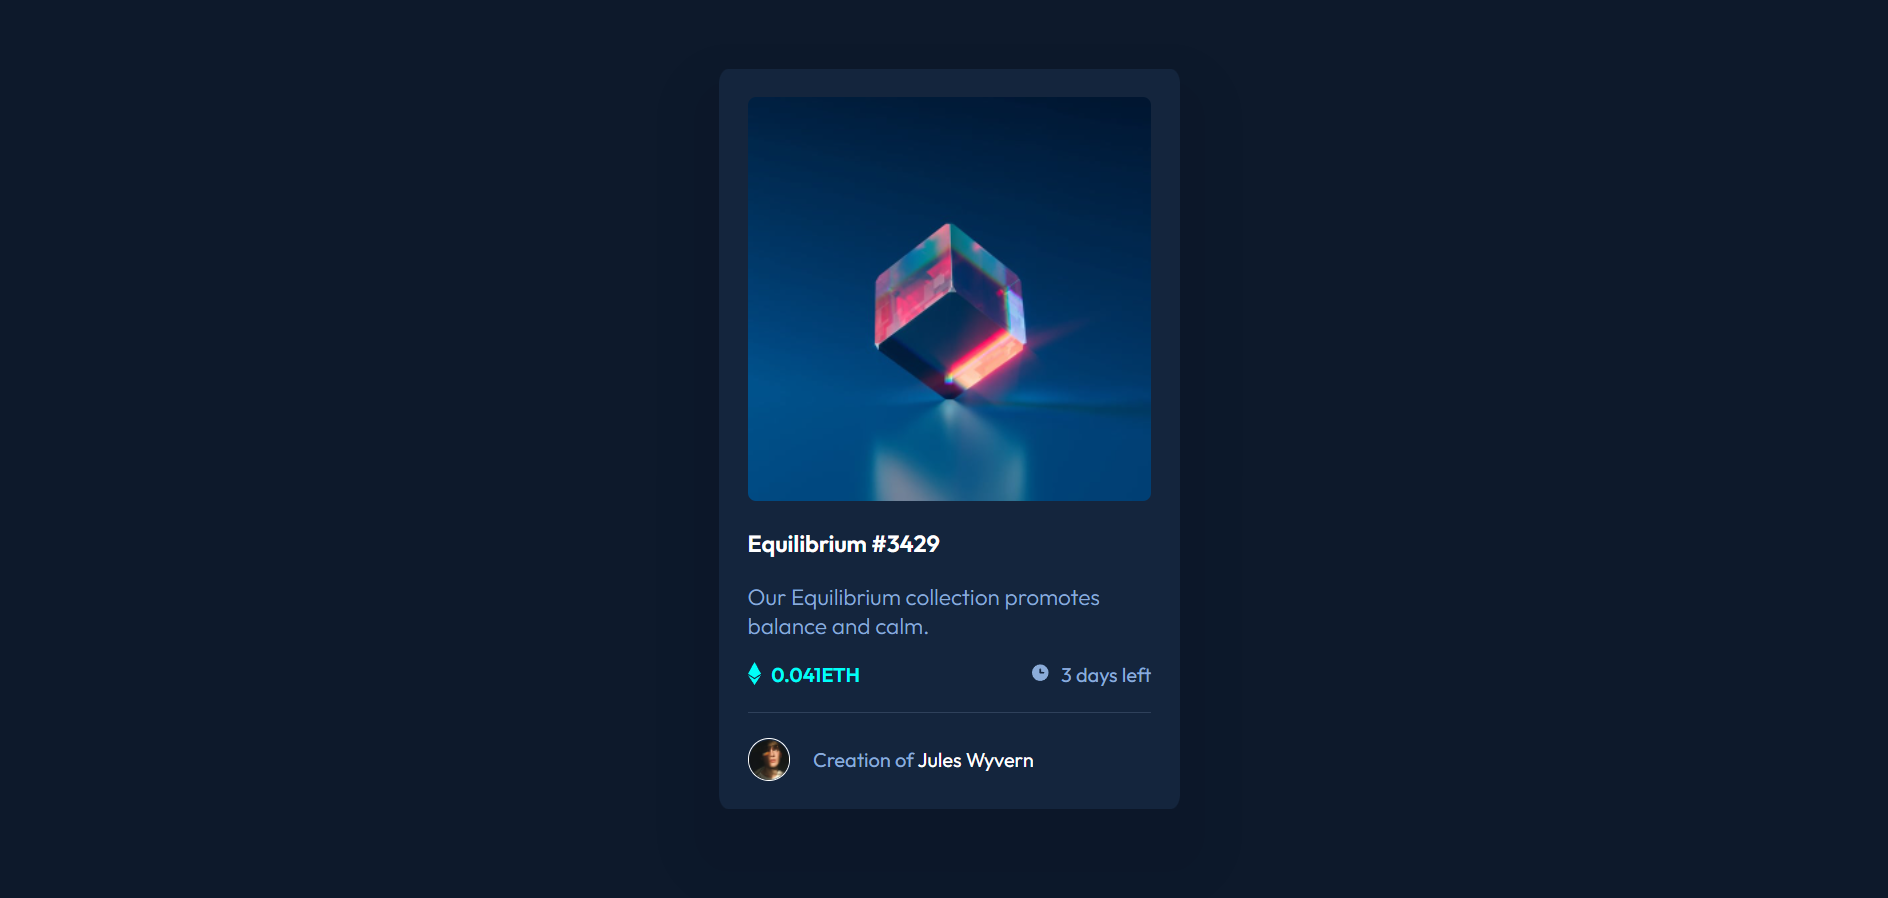 Equilibrium #3429
Our Equilibrium collection promotes
balance and calm.
0.041ETH
3 days left
Creation of Jules Wyvern